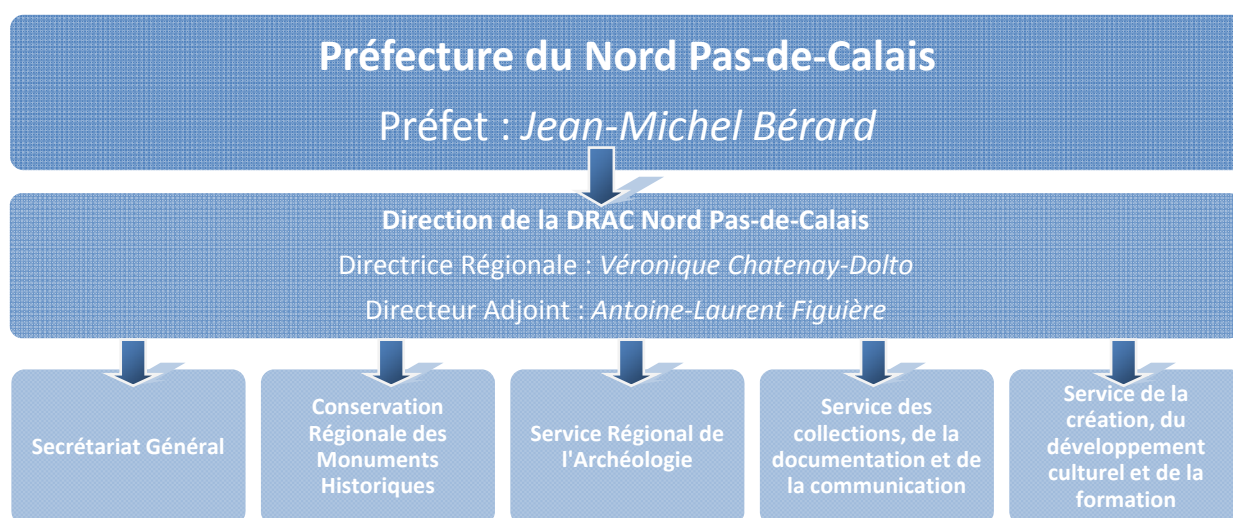 Préfecture du Nord Pas-de-Calais
Préfet : Jean-Michel Bérard
Direction de la DRAC Nord Pas-de-Calais
Directrice Régionale : Véronique Chatenay-Dolto
Directeur Adjoint : Antoine-Laurent Figuière
Secrétariat Général
Conservation
Régionale des
Monuments
Historiques
Service Régional de
l'Archéologie
Service des
collections, de la
documentation et de
la communication
Service de la
création, du
développement
culturel et de la
formation